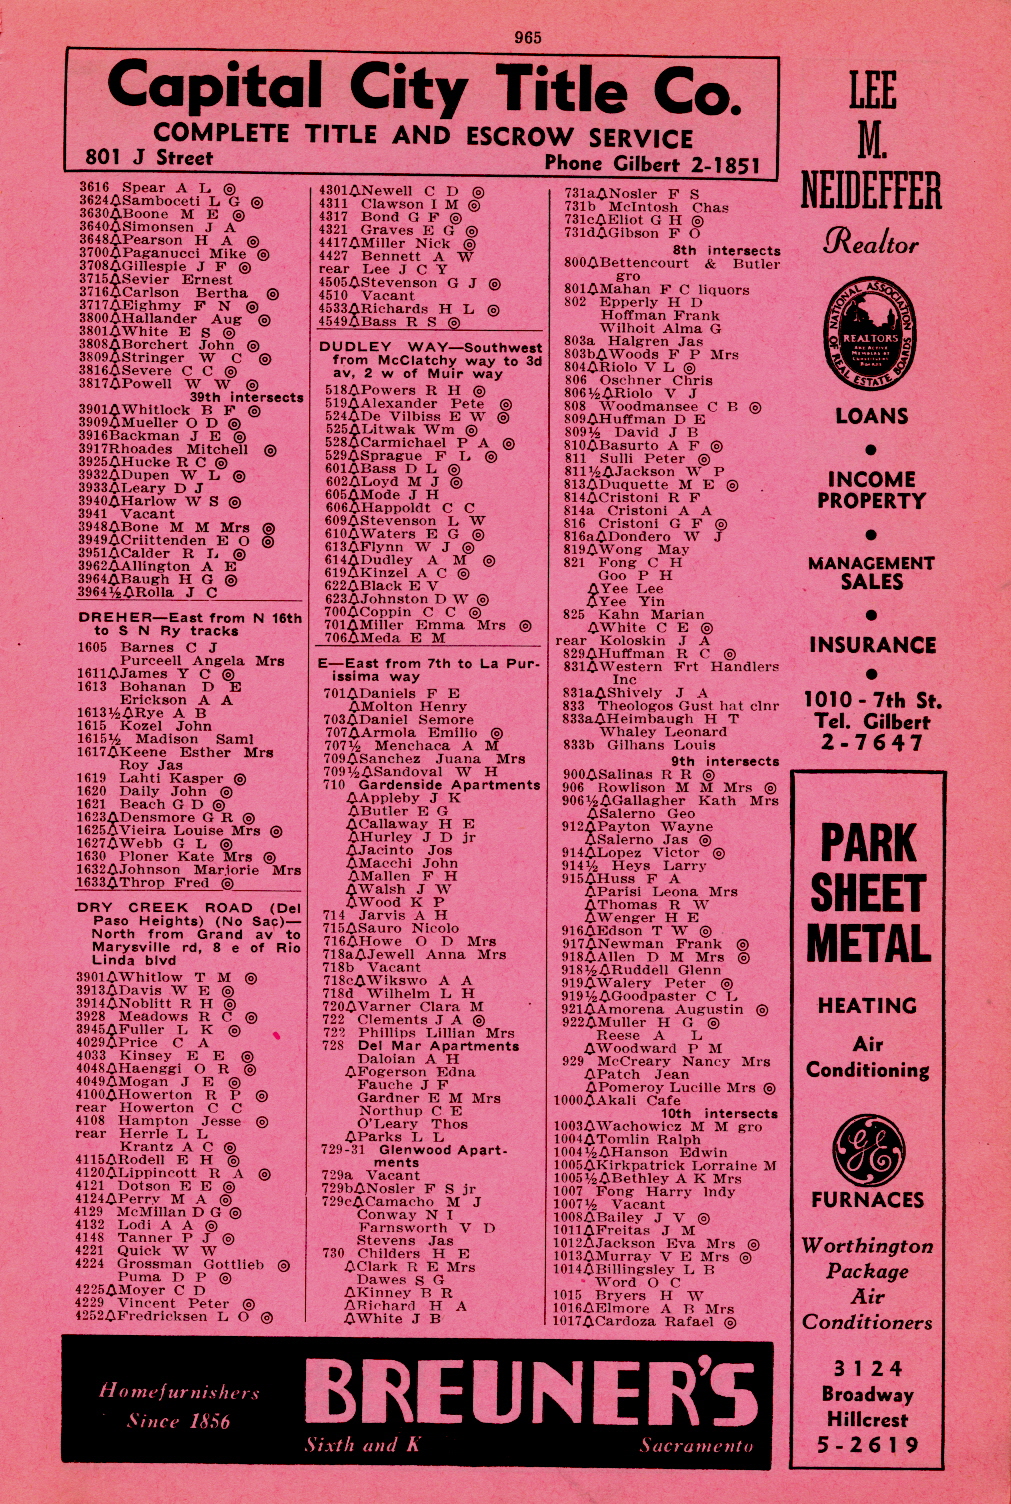 965
Capital City Title Co.
COMPLETE TITLE AND ESCROW SERVICE
801 J Street Phone Gilbert 2-1851
3616 Spear A L ◎
3624△Samboceti L G ◎
3630△Boone M E ◎
3640△Simonsen J A
3648△Pearson H A ◎
3700△Paganucci Mike ◎
3708△Gillespie J F ◎
3715△Sevier Ernest
3716△Carlson Bertha ◎
3717△Eighmy F N ◎
3800△Hallander Aug ◎
3801△White E S ◎
3808△Borchert John ◎
3809△Stringer W C ◎
3816△Severe C C ◎
3817△Powell W W ◎
39th intersects
3901△Whitlock B F ◎
3909△Mueller O D ◎
3916Backman J E ◎
3917Rhoades Mitchell ◎
3925△Hucke R C ◎
3932△Dupen W L ◎
3933△Leary D J
3940△Harlow W S ◎
3941 Vacant
3948△Bone M M Mrs ◎
3949△Criittenden E O ◎
3951△Calder R L ◎
3962△Allington A E
3964△Baugh H G ◎
3964½△Rolla J C
DREHER—East from N 16th
to S N Ry tracks
1605 Barnes C J
Purceell Angela Mrs
1611△James Y C ◎
1613 Bohanan D E
Erickson A A
1613½△Rye A B
1615 Kozel John
1615½ Madison Saml
1617△Keene Esther Mrs
Roy Jas
1619 Lahti Kasper ◎
1620 Daily John ◎
1621 Beach G D ◎
1623△Densmore G R ◎
1625△Vieira Louise Mrs ◎
1627△Webb G L ◎
1630 Ploner Kate Mrs ◎
1632△Johnson Marjorie Mrs
1633△Throp Fred ◎
DRY CREEK ROAD (Del
Paso Heights) (No Sac)—
North from Grand av to
Marysville rd, 8 e of Rio
Linda blvd
3901△Whitlow T M ◎
3913△Davis W E ◎
3914△Noblitt R H ◎
3928 Meadows R C ◎
3945△Fuller L K ◎
4029△Price C A
4033 Kinsey E E ◎
4048△Haenggi O R ◎
4049△Mogan J E ◎
4100△Howerton R P ◎
rear Howerton C C
4108 Hampton Jesse ◎
rear Herrle L L
Krantz A C ◎
4115△Rodell E H ◎
4120△Lippincott R A ◎
4121 Dotson E E ◎
4124△Perry M A ◎
4129 McMillan D G ◎
4132 Lodi A A ◎
4148 Tanner P J ◎
4221 Quick W W
4224 Grossman Gottlieb ◎
Puma D P ◎
4225△Moyer C D
4229 Vincent Peter ◎
4252△Fredricksen L O ◎
4301△Newell C D ◎
4311 Clawson I M ◎
4317 Bond G F ◎
4321 Graves E G ◎
4417△Miller Nick ◎
4427 Bennett A W
rear Lee J C Y
4505△Stevenson G J ◎
4510 Vacant
4533△Richards H L ◎
4549△Bass R S ◎
DUDLEY WAY—Southwest
from McClatchy way to 3d
av, 2 w of Muir way
518△Powers R H ◎
519△Alexander Pete ◎
524△De Vilbiss E W ◎
525△Litwak Wm ◎
528△Carmichael P A ◎
529△Sprague F L ◎
601△Bass D L ◎
602△Loyd M J ◎
605△Mode J H
606△Happoldt C C
609△Stevenson L W
610△Waters E G ◎
613△Flynn W J ◎
614△Dudley A M ◎
619△Kinzel A C ◎
622△Black E V
623△Johnston D W ◎
700△Coppin C C ◎
701△Miller Emma Mrs ◎
706△Meda E M
E—East from 7th to La Pur-
issima way
701△Daniels F E
△Molton Henry
703△Daniel Semore
707△Armola Emilio ◎
707½ Menchaca A M
709△Sanchez Juana Mrs
709½△Sandoval W H
710 Gardenside Apartments
△Appleby J K
△Butler E G
△Callaway H E
△Hurley J D jr
△Jacinto Jos
△Macchi John
△Mallen F H
△Walsh J W
△Wood K P
714 Jarvis A H
715△Sauro Nicolo
716△Howe O D Mrs
718a△Jewell Anna Mrs
718b Vacant
718c△Wikswo A A
718d Wilhelm L H
720△Varner Clara M
722 Clements J A ◎
722 Phillips Lillian Mrs
728 Del Mar Apartments
Daloian A H
△Fogerson Edna
Fauche J F
Gardner E M Mrs
Northup C E
O'Leary Thos
△Parks L L
729-31 Glenwood Apart-
ments
729a Vacant
729b△Nosler F S jr
729c△Camacho M J
Conway N I
Farnsworth V D
Stevens Jas
730 Childers H E
△Clark R E Mrs
Dawes S G
△Kinney B R
△Richard H A
△White J B
731a△Nosler F S
731b McIntosh Chas
731c△Eliot G H ◎
731d△Gibson F O
8th intersects
800△Bettencourt & Butler
gro
801△Mahan F C liquors
802 Epperly H D
Hoffman Frank
Wilhoit Alma G
803a Halgren Jas
803b△Woods F P Mrs
804△Riolo V L ◎
806 Oschner Chris
806½△Riolo V J
808 Woodmansee C B ◎
809△Huffman D E
809½ David J B
810△Basurto A F ◎
811 Sulli Peter ◎
811½△Jackson W P
813△Duquette M E ◎
814△Cristoni R F
814a Cristoni A A
816 Cristoni G F ◎
816a△Dondero W J
819△Wong May
821 Fong C H
Goo P H
△Yee Lee
△Yee Yin
825 Kahn Marian
△White C E ◎
rear Koloskin J A
829△Huffman R C ◎
831△Western Frt Handlers
Inc
831a△Shively J A
833 Theologos Gust hat clnr
833a△Heimbaugh H T
Whaley Leonard
833b Gilhans Louis
9th intersects
900△Salinas R R ◎
906 Rowlison M M Mrs ◎
906½△Gallagher Kath Mrs
△Salerno Geo
912△Payton Wayne
△Salerno Jas ◎
914△Lopez Victor ◎
914½ Heys Larry
915△Huss F A
△Parisi Leona Mrs
△Thomas R W
△Wenger H E
916△Edson T W ◎
917△Newman Frank ◎
918△Allen D M Mrs ◎
918½△Ruddell Glenn
919△Walery Peter ◎
919½△Goodpaster C L
921△Amorena Augustin ◎
922△Muller H G ◎
Reese A L
△Woodward P M
929 McCreary Nancy Mrs
△Patch Jean
△Pomeroy Lucille Mrs ◎
1000△Akali Cafe
10th intersects
1003△Wachowicz M M gro
1004△Tomlin Ralph
1004½△Hanson Edwin
1005△Kirkpatrick Lorraine M
1005½△Bethley A K Mrs
1007 Fong Harry Indy
1007½ Vacant
1008△Bailey J V ◎
1011△Freitas J M
1012△Jackson Eva Mrs ◎
1013△Murray V E Mrs ◎
1014△Billingsley L B
Word O C
1015 Bryers H W
1016△Elmore A B Mrs
1017△Cardoza Rafael ◎
LEE
M.
NEIDEFFER
Realtor
NATIONAL ASSOCIATION
OF REAL ESTATE BOARDS
REALTORS
LOANS
●
INCOME
PROPERTY
●
MANAGEMENT
SALES
●
INSURANCE
●
1010 - 7th St.
Tel. Gilbert
2-7647
PARK
SHEET
METAL
HEATING
Air
Conditioning
GE
FURNACES
Worthington
Package
Air
Conditioners
3124
Broadway
Hillcrest
5-2619
Homefurnishers
Since 1856
BREUNER'S
Sixth and K Sacramento